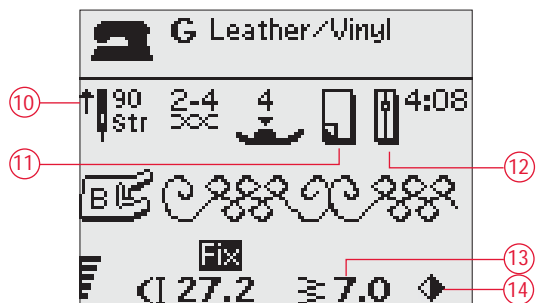 G Leather/Vinyl
10 90 2-4 4 4:08
str
11 12
B
Fix 13
27.2 7.0 14